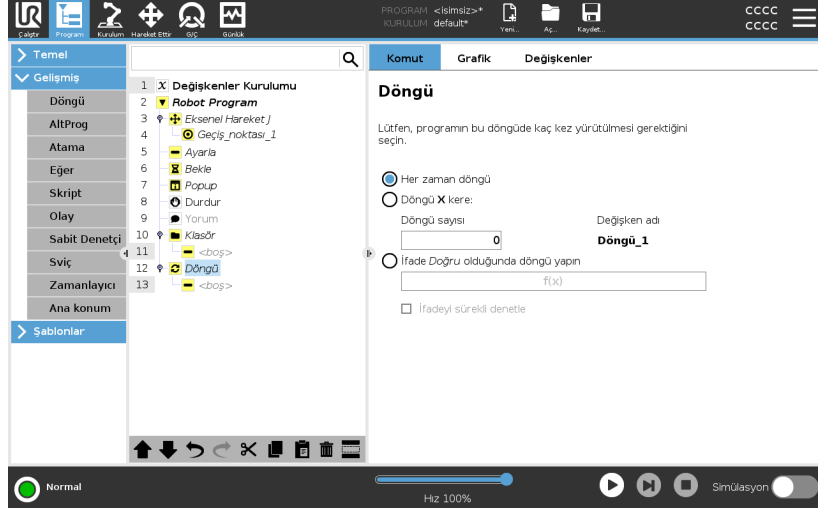 PROGRAM <isimsiz>*
KURULUM default*
CCCC
CCCC
Çalıştır Program Kurulum Hareket Ettir G/Ç Günlük
Yeni... Aç... Kaydet...
Temel
Gelişmiş
Döngü
AltProg
Atama
Eğer
Skript
Olay
Sabit Denetçi
Sviç
Zamanlayıcı
Ana konum
Şablonlar
1 X Değişkenler Kurulumu
2 Robot Program
3 Eksenel Hareket J
4 Geçiş_noktası_1
5 Ayarla
6 Bekle
7 Popup
8 Durdur
9 Yorum
10 Klasör
11 <boş>
12 Döngü
13 <boş>
Komut Grafik Değişkenler
Döngü
Lütfen, programın bu döngüde kaç kez yürütülmesi gerektiğini
seçin.
Her zaman döngü
Döngü X kere:
Döngü sayısı Değişken adı
0 Döngü_1
İfade Doğru olduğunda döngü yapın
f(x)
İfadeyi sürekli denetle
Normal
Hız 100%
Simülasyon